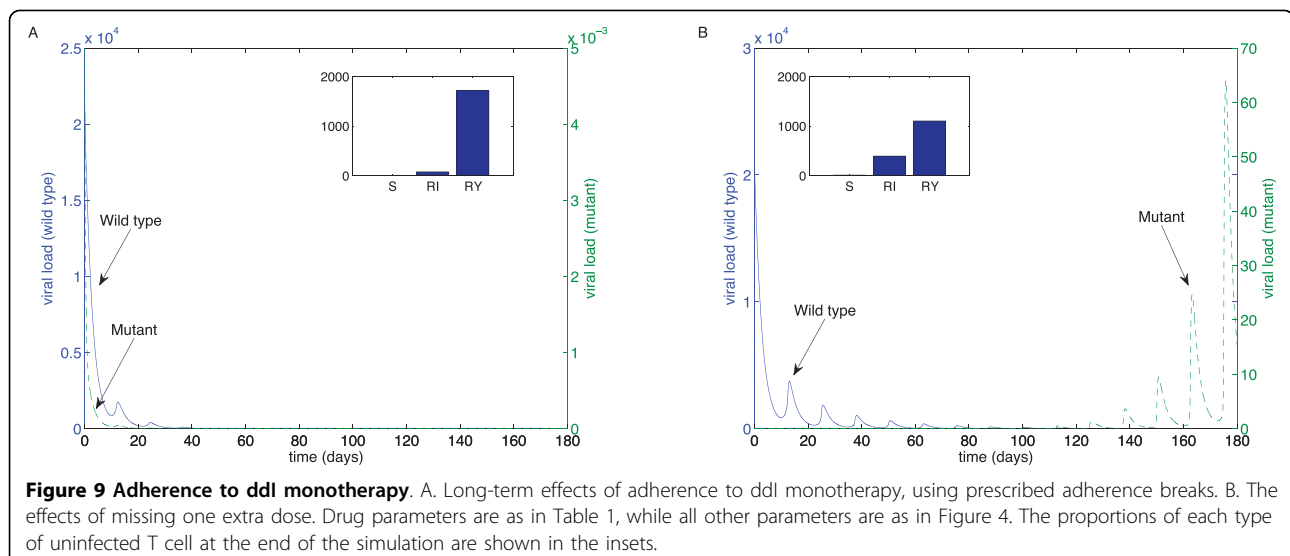 A
x 10⁴
x 10⁻³
2.5
2
1.5
1
0.5
0
5
4
3
2
1
0
viral load (wild type)
viral load (mutant)
Wild type
Mutant
2000
1000
0
S RI RY
0 20 40 60 80 100 120 140 160 180
time (days)
B
x 10⁴
3
2
1
0
70
60
50
40
30
20
10
0
viral load (wild type)
viral load (mutant)
Wild type
Mutant
2000
1000
0
S RI RY
0 20 40 60 80 100 120 140 160 180
time (days)
Figure 9 Adherence to ddI monotherapy. A. Long-term effects of adherence to ddI monotherapy, using prescribed adherence breaks. B. The
effects of missing one extra dose. Drug parameters are as in Table 1, while all other parameters are as in Figure 4. The proportions of each type
of uninfected T cell at the end of the simulation are shown in the insets.